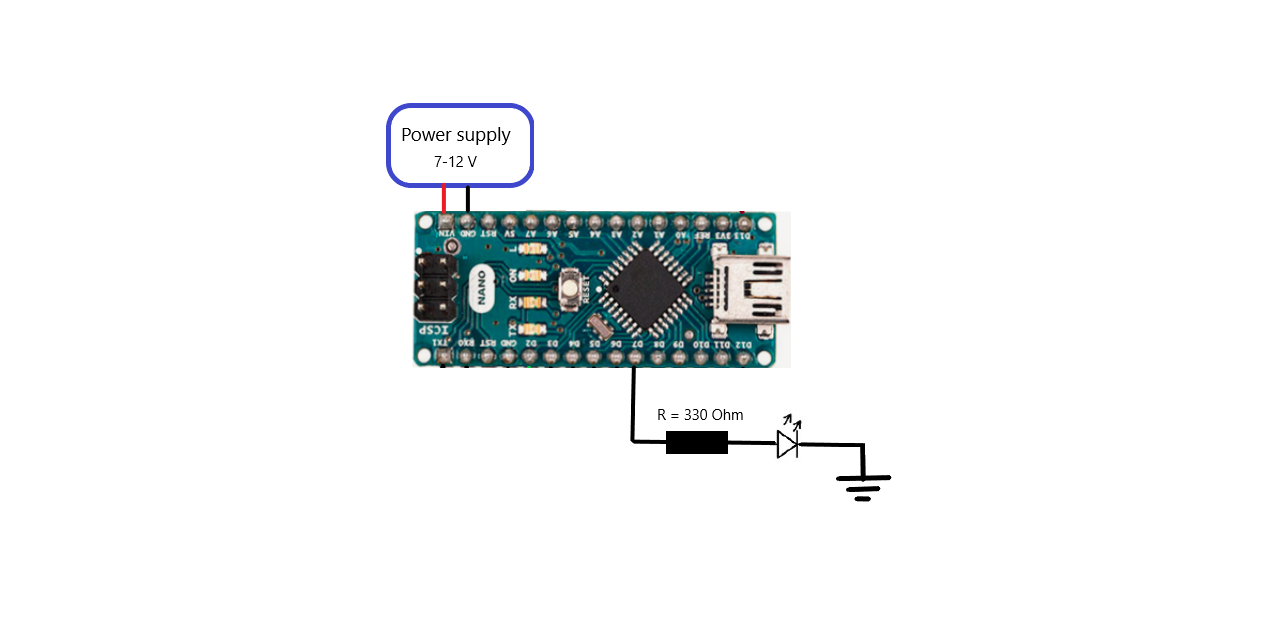 Power supply
7-12 V
VIN GND RST 5V A7 A6 A5 A4 A3 A2 A1 A0 REF 3V3 D13
L
ON
RX
TX
NANO
RESET
ICSP
TX1 RX0 RST GND D2 D3 D4 D5 D6 D7 D8 D9 D10 D11 D12
R = 330 Ohm